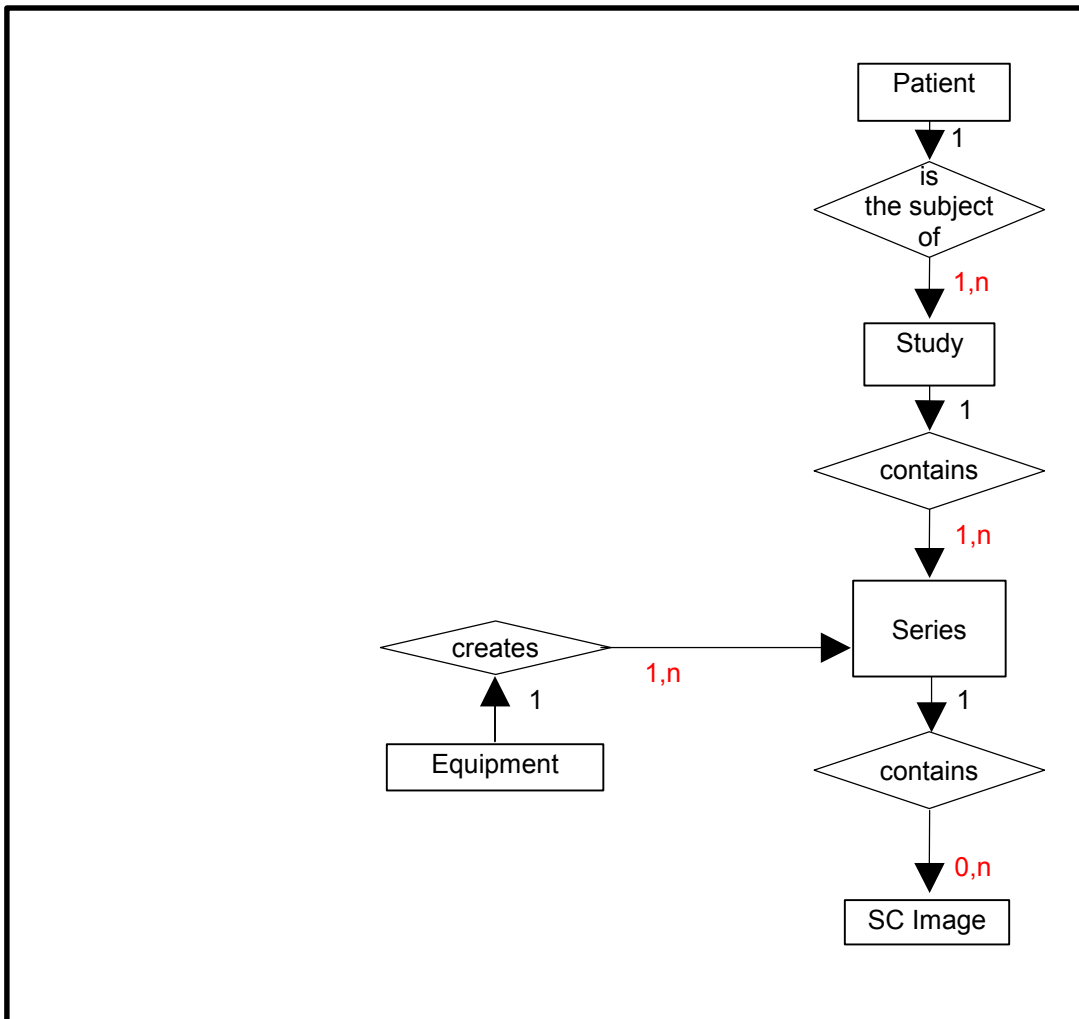 Patient
1
is
the subject
of
1,n
Study
1
contains
1,n
Series
creates
1,n
1
1
Equipment
contains
0,n
SC Image